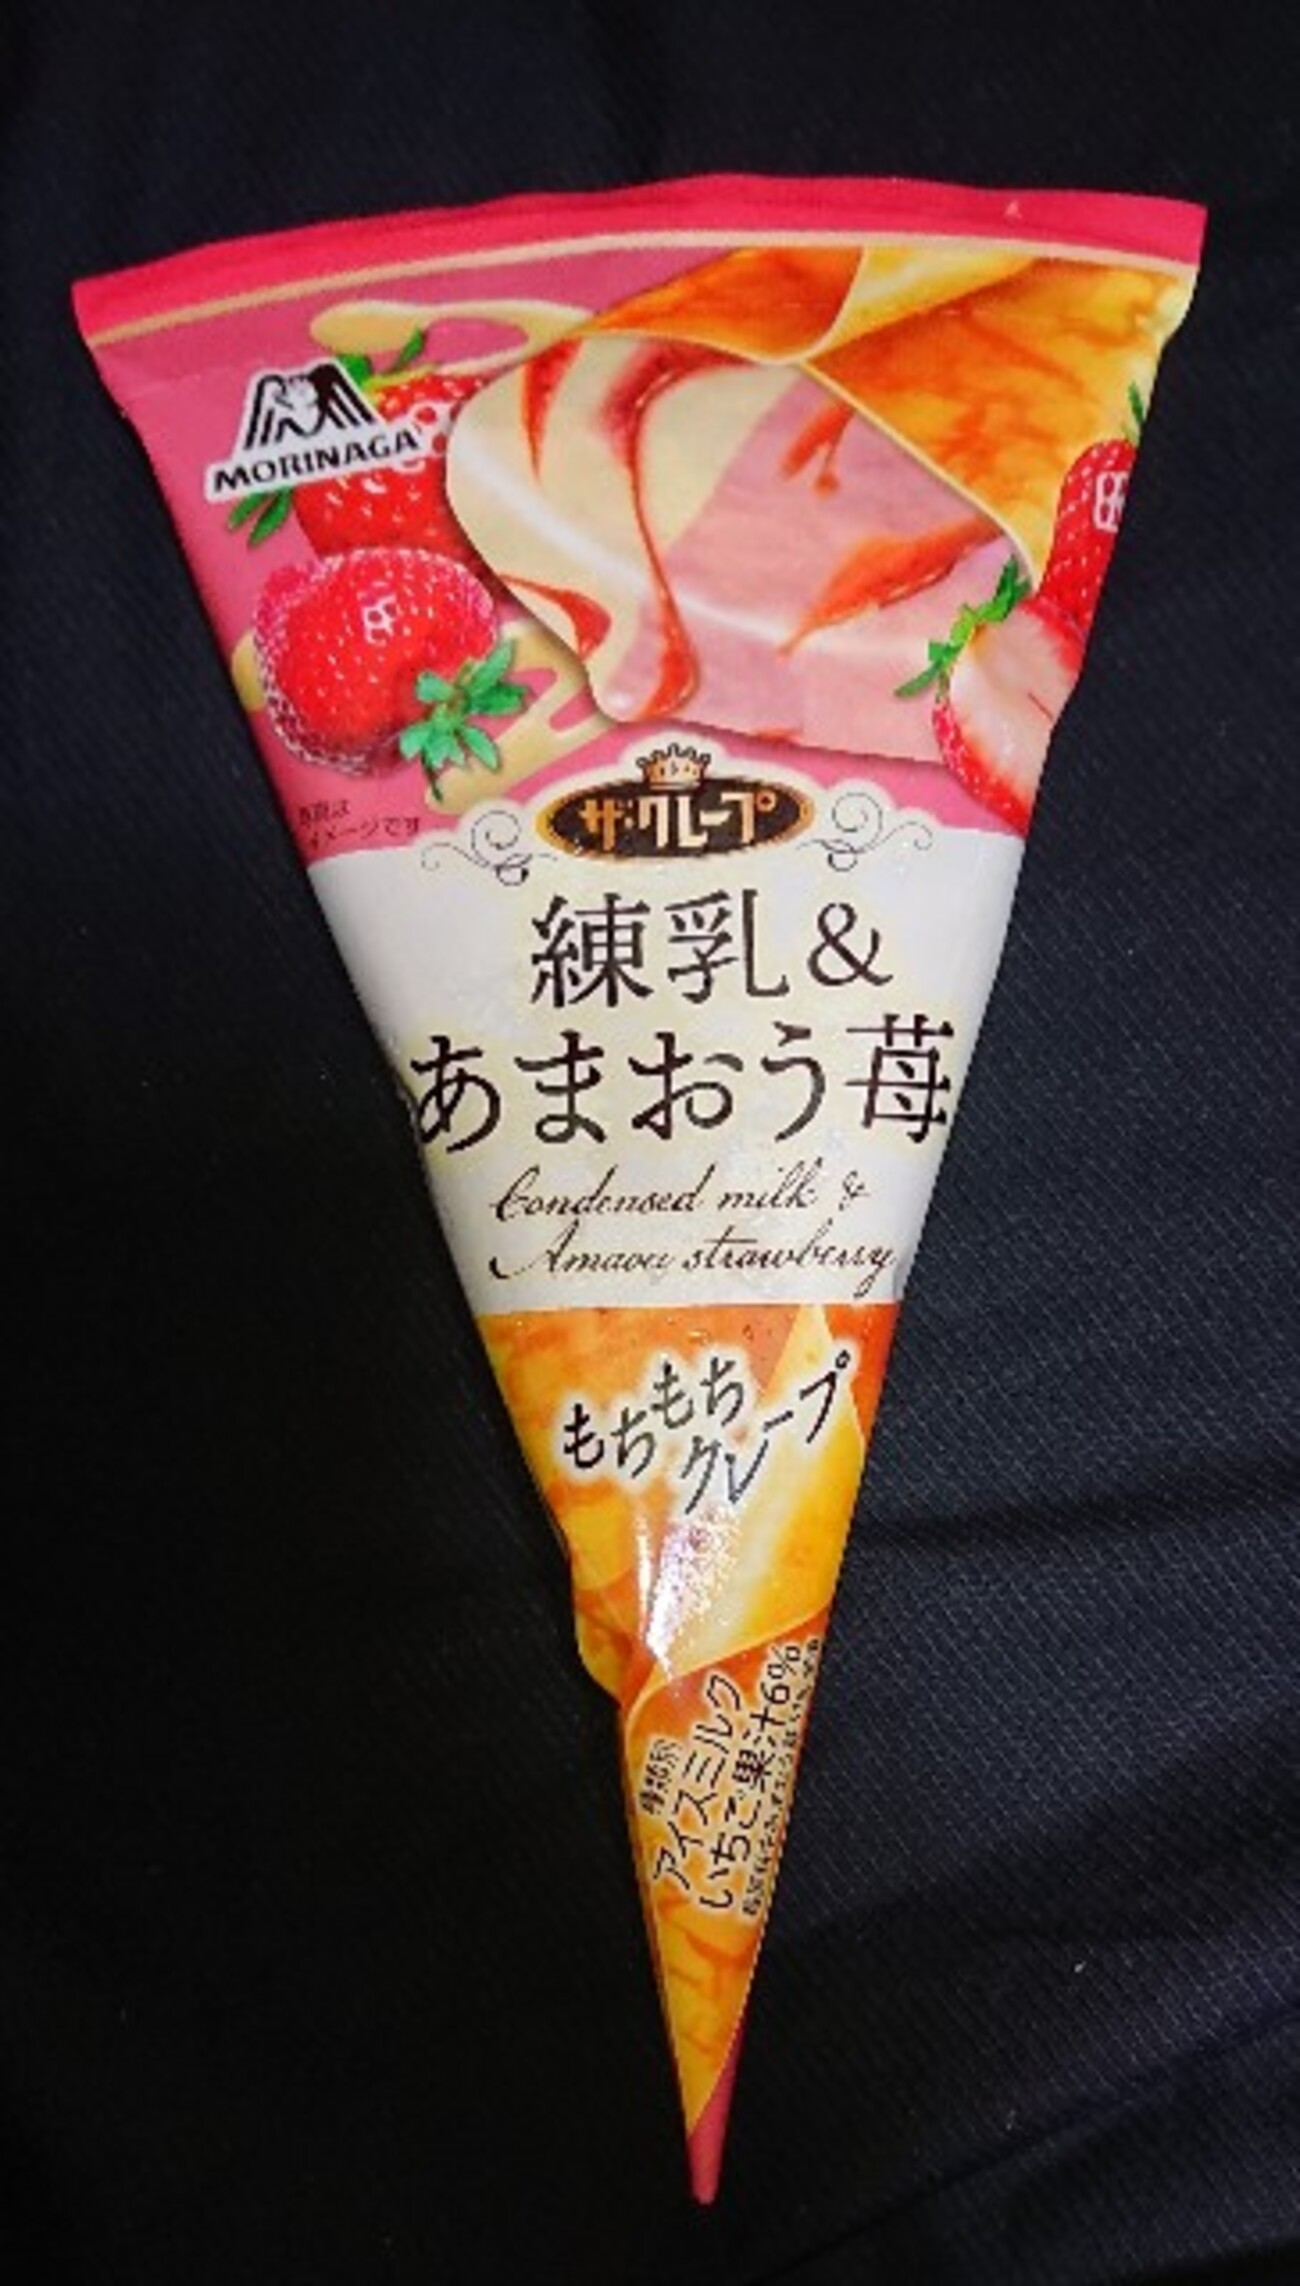 MORINAGA
写真は
イメージです
ザ・クレープ
練乳&
あまおう苺
Condensed milk &
Amaou strawberry
もちもち
クレープ
種類別
アイスミルク
いちご果汁6%